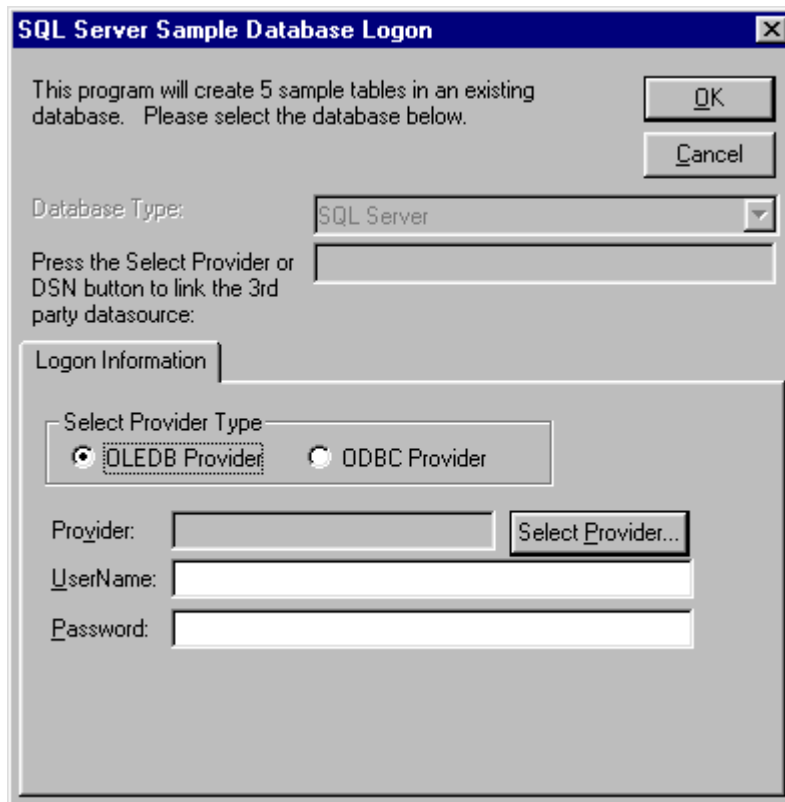 SQL Server Sample Database Logon
This program will create 5 sample tables in an existing
database.   Please select the database below.
OK
Cancel
Database Type:
SQL Server
Press the Select Provider or
DSN button to link the 3rd
party datasource:
Logon Information
Select Provider Type
OLEDB Provider
ODBC Provider
Provider:
Select Provider...
UserName:
Password: